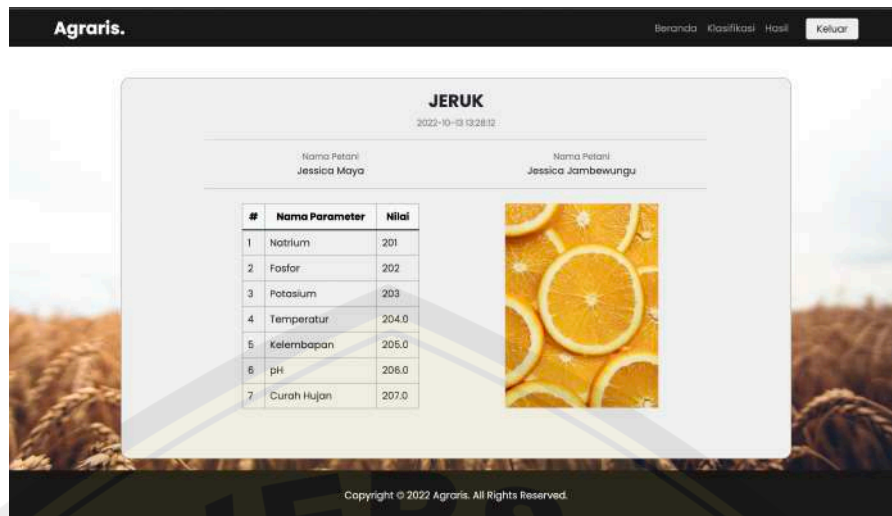 Agraris.
Beranda Klasifikasi Hasil Keluar
JERUK
2022-10-13 13:28:12
Nama Petani Nama Petani
Jessica Maya Jessica Jambewungu
# Nama Parameter Nilai
1 Natrium 201
2 Fosfor 202
3 Potasium 203
4 Temperatur 204.0
5 Kelembapan 205.0
6 pH 206.0
7 Curah Hujan 207.0
Copyright © 2022 Agraris. All Rights Reserved.